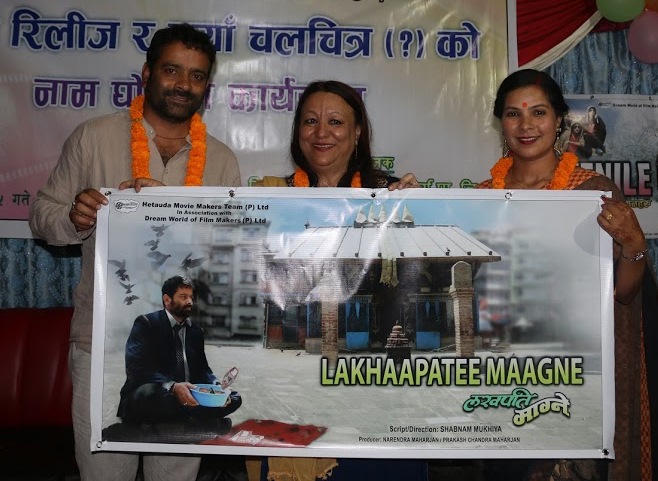 रिलीज र नयाँ चलचित्र (?) को
नाम घोषणा कार्यक्रम
Hetauda Movie Makers Team (P) Ltd
In Association with
Dream World of Film Makers (P) Ltd
LAKHAAPATEE MAAGNE
लखपति
माग्ने
Script/Direction: SHABNAM MUKHIYA
Producer: NARENDRA MAHARJAN / PRAKASH CHANDRA MAHARJAN